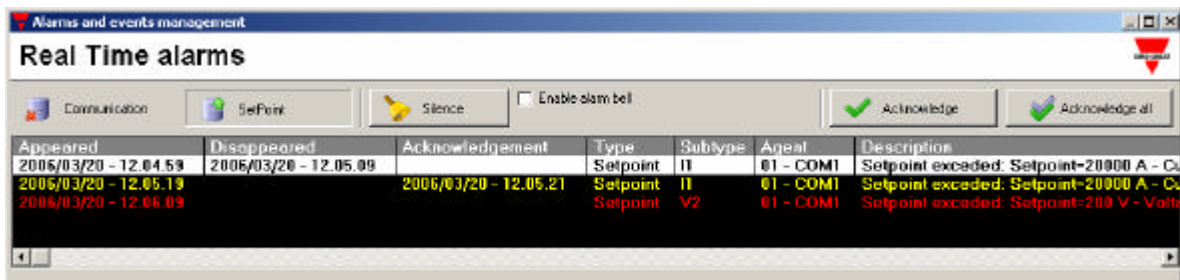 Alarms and events management
Real Time alarms
Communication SetPoint Silence Enable alarm bell Acknowledge Acknowledge all
Appeared Disappeared Acknowledgement Type Subtype Agent Description
2006/03/20 - 12.04.59 2006/03/20 - 12.05.09 Setpoint I1 01 - COM1 Setpoint exceded: Setpoint=20000 A - Cu
2006/03/20 - 12.05.19 2006/03/20 - 12.05.21 Setpoint I1 01 - COM1 Setpoint exceded: Setpoint=20000 A - Cu
2006/03/20 - 12.06.09 Setpoint V2 01 - COM1 Setpoint exceded: Setpoint=200 V - Volta